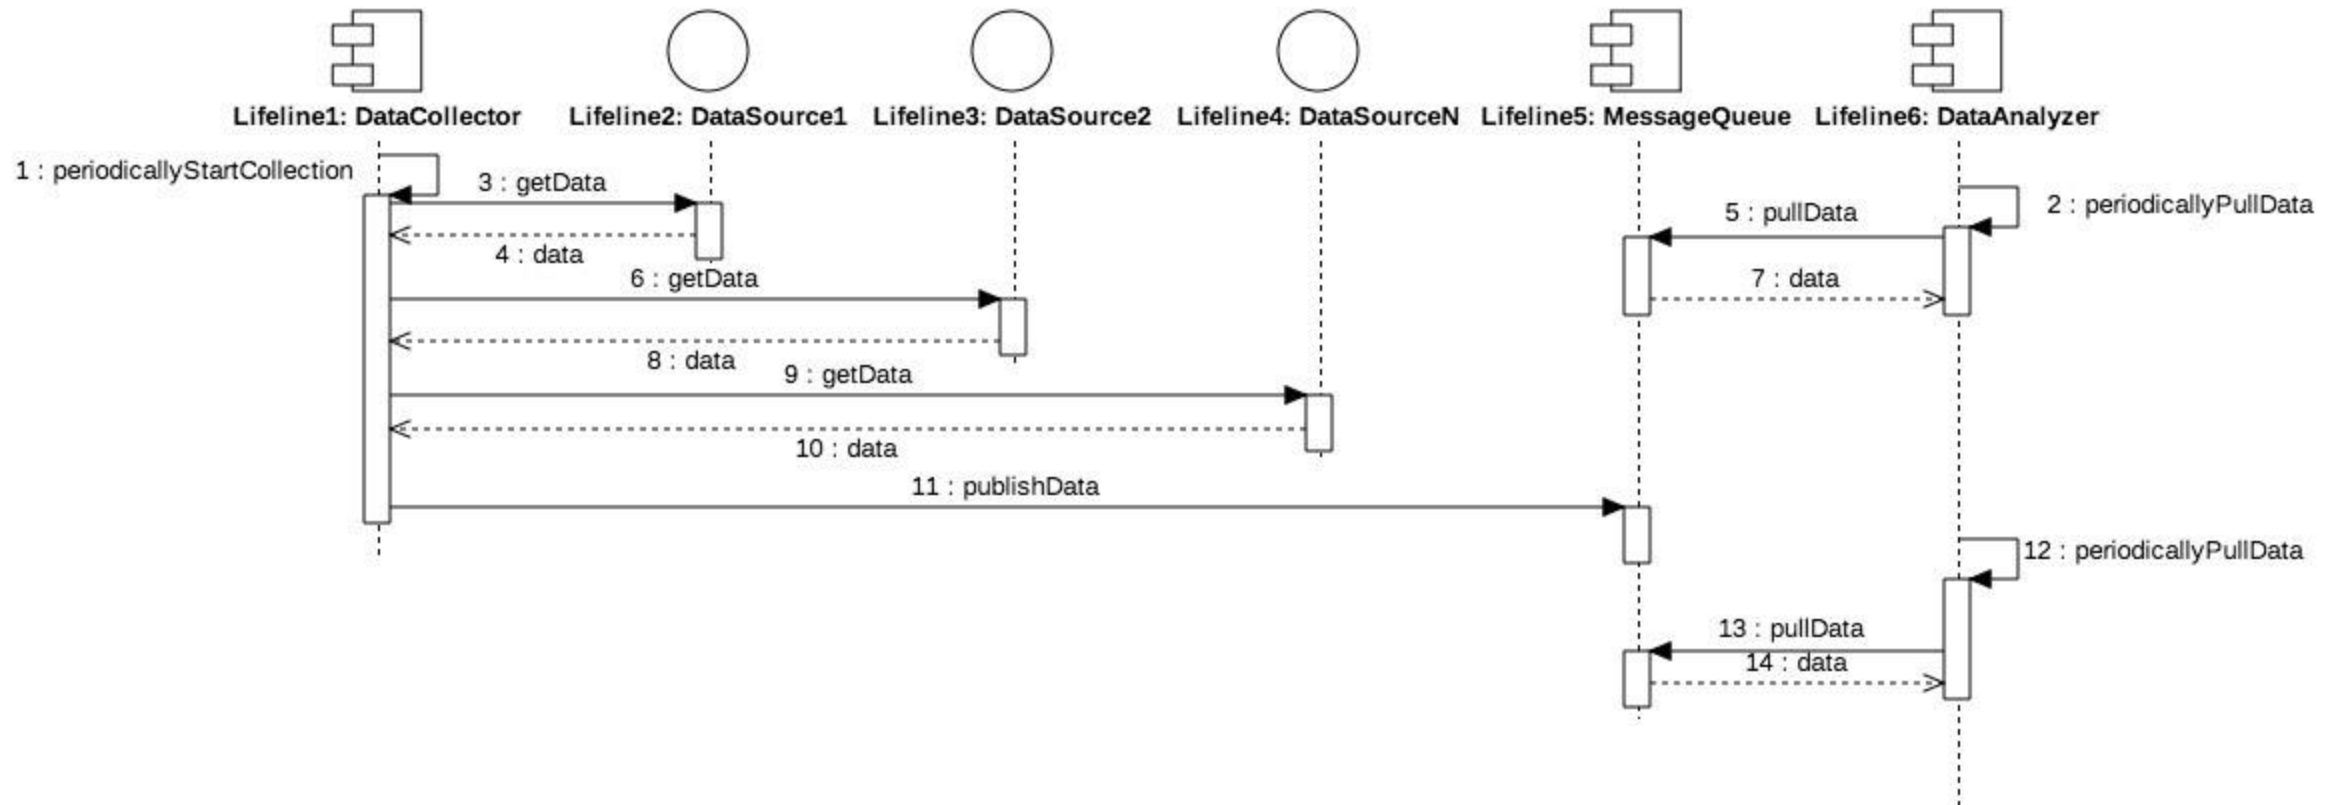 Lifeline1: DataCollector
Lifeline2: DataSource1
Lifeline3: DataSource2
Lifeline4: DataSourceN
Lifeline5: MessageQueue
Lifeline6: DataAnalyzer
1 : periodicallyStartCollection
3 : getData
2 : periodicallyPullData
5 : pullData
4 : data
6 : getData
7 : data
8 : data
9 : getData
10 : data
11 : publishData
12 : periodicallyPullData
13 : pullData
14 : data